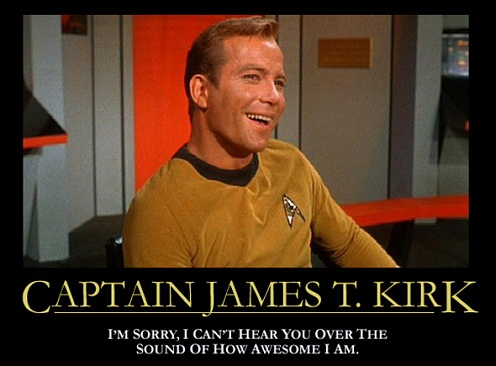 CAPTAIN JAMES T. KIRK
I'M SORRY, I CAN'T HEAR YOU OVER THE
SOUND OF HOW AWESOME I AM.